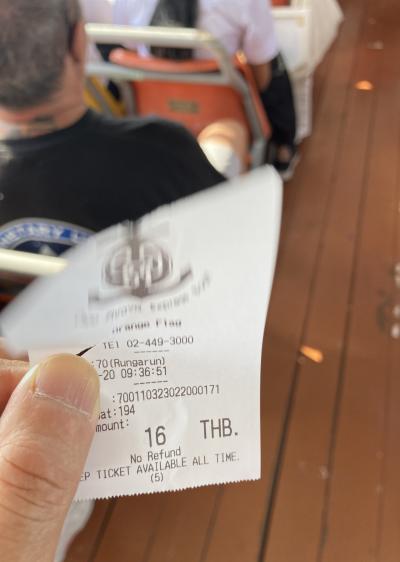 Orange Flag
TEl 02-449-3000
------
:70(Rungarun)
-20 09:36:51
------
:700110323022000171
at:194
mount:
16 THB.
No Refund
EP TICKET AVAILABLE ALL TIME.
(5)